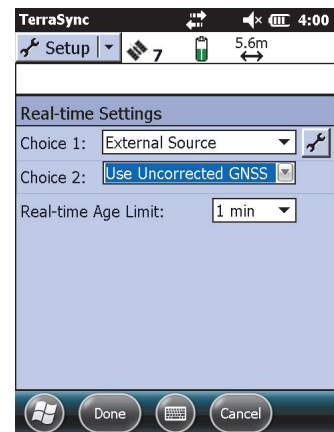 TerraSync 4:00
Setup 7 5.6m
Real-time Settings
Choice 1: External Source
Choice 2: Use Uncorrected GNSS
Real-time Age Limit: 1 min
Done Cancel